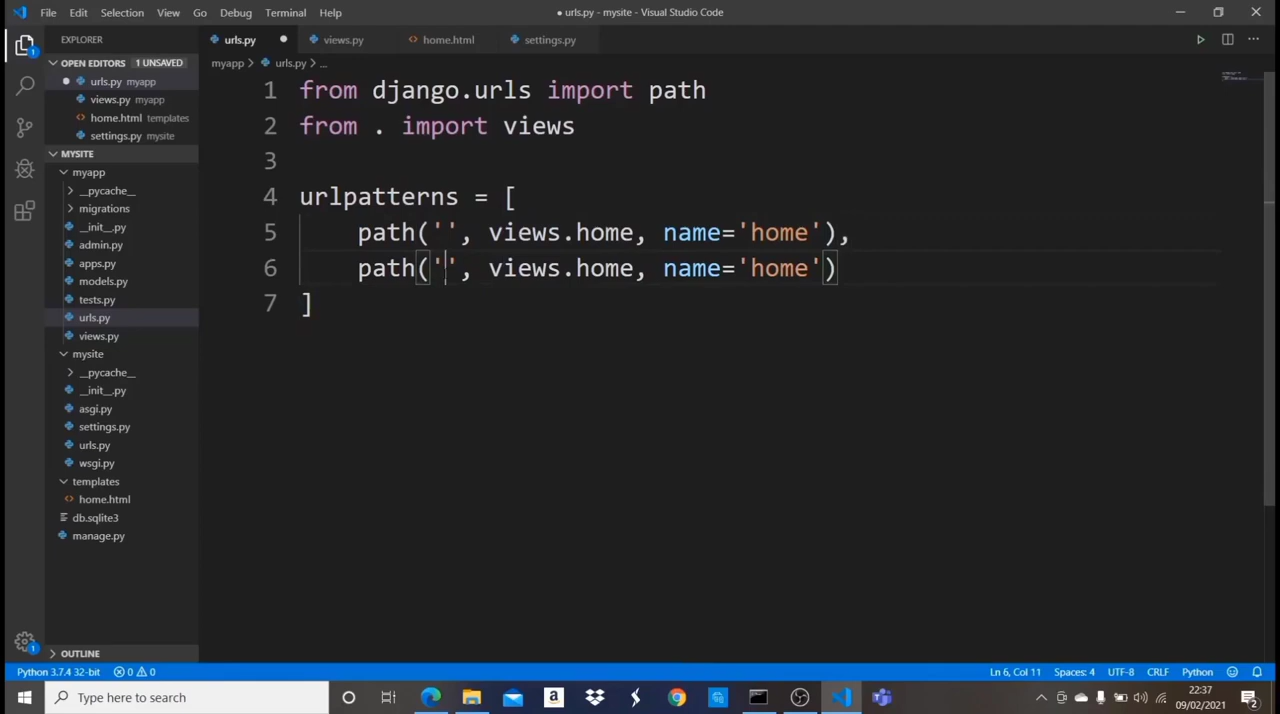 File Edit Selection View Go Debug Terminal Help
● urls.py - mysite - Visual Studio Code
EXPLORER
urls.py
views.py
home.html
settings.py
OPEN EDITORS 1 UNSAVED
myapp > urls.py > ...
urls.py myapp
views.py myapp
home.html templates
settings.py mysite
MYSITE
myapp
__pycache__
migrations
__init__.py
admin.py
apps.py
models.py
tests.py
urls.py
views.py
mysite
__pycache__
__init__.py
asgi.py
settings.py
urls.py
wsgi.py
templates
home.html
db.sqlite3
manage.py
OUTLINE
1 from django.urls import path
2 from . import views
3
4 urlpatterns = [
5 path('', views.home, name='home'),
6 path('', views.home, name='home')
7 ]
1
1
Python 3.7.4 32-bit 0 0
Ln 6, Col 11 Spaces: 4 UTF-8 CRLF Python
Type here to search
22:37
09/02/2021
2